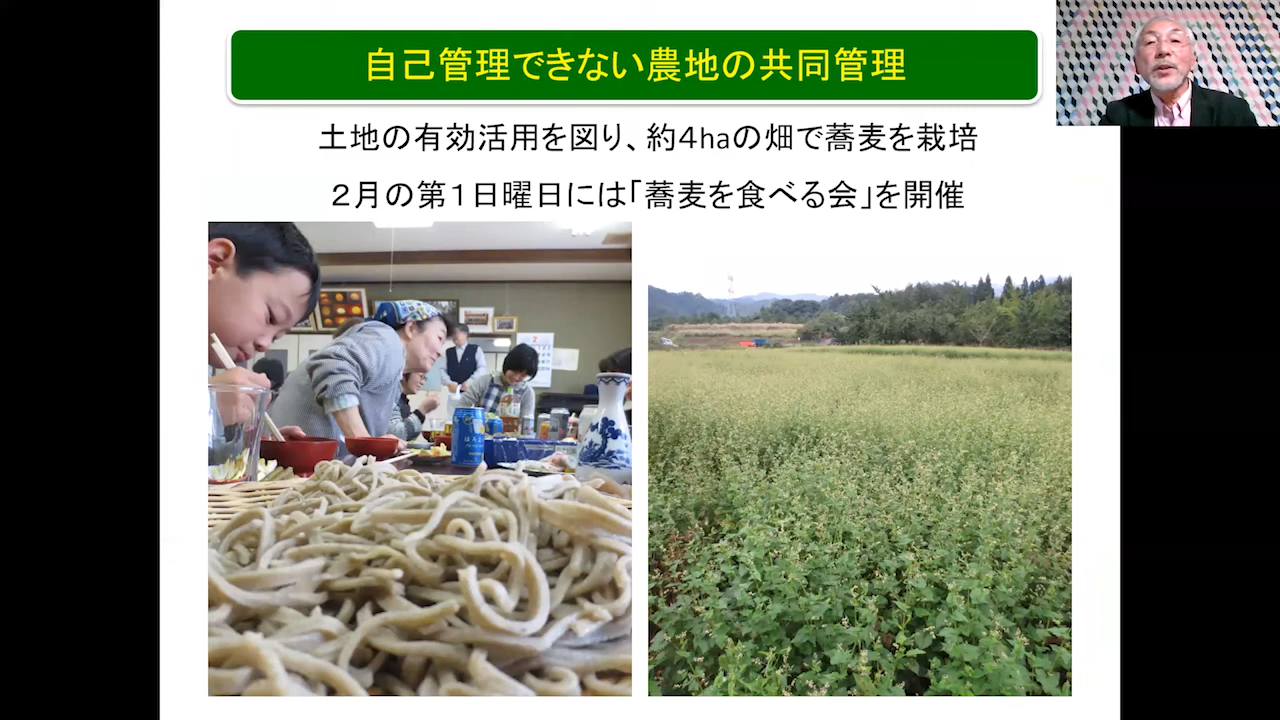 自己管理できない農地の共同管理
土地の有効活用を図り、約４haの畑で蕎麦を栽培
２月の第１日曜日には「蕎麦を食べる会」を開催